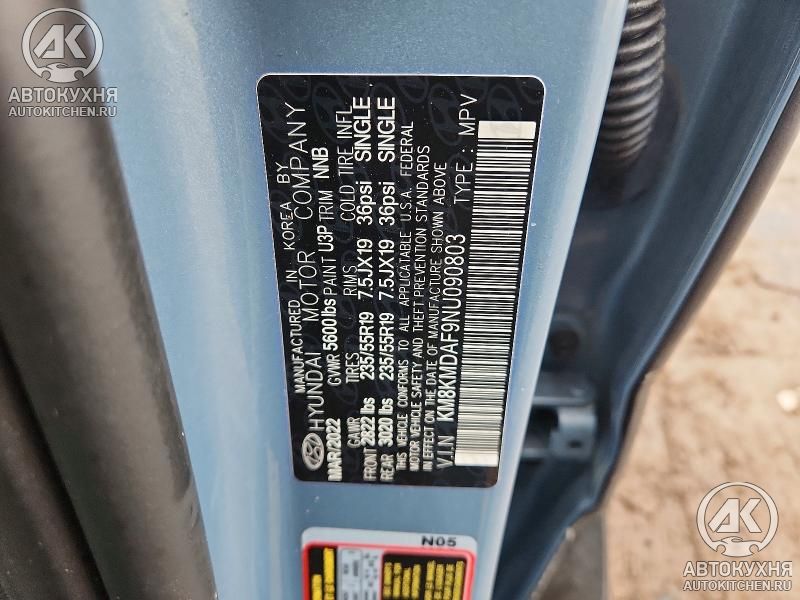 АК
АВТОКУХНЯ
AUTOKITCHEN.RU
MANUFACTURED IN KOREA BY
HYUNDAI MOTOR COMPANY
MAR/2022 GVWR 5600lbs PAINT U3P TRIM NNB
GAWR TIRES RIMS COLD TIRE INFL
FRONT 2822 lbs 235/55R19 7.5JX19 36psi SINGLE
REAR 3020 lbs 235/55R19 7.5JX19 36psi SINGLE
THIS VEHICLE CONFORMS TO ALL APPLICABLE U.S.A. FEDERAL
MOTOR VEHICLE SAFETY AND THEFT PREVENTION STANDARDS
IN EFFECT ON THE DATE OF MANUFACTURE SHOWN ABOVE
V.I.N KM8KMDAF9NU090803 TYPE : MPV
N05
АК
АВТОКУХНЯ
AUTOKITCHEN.RU